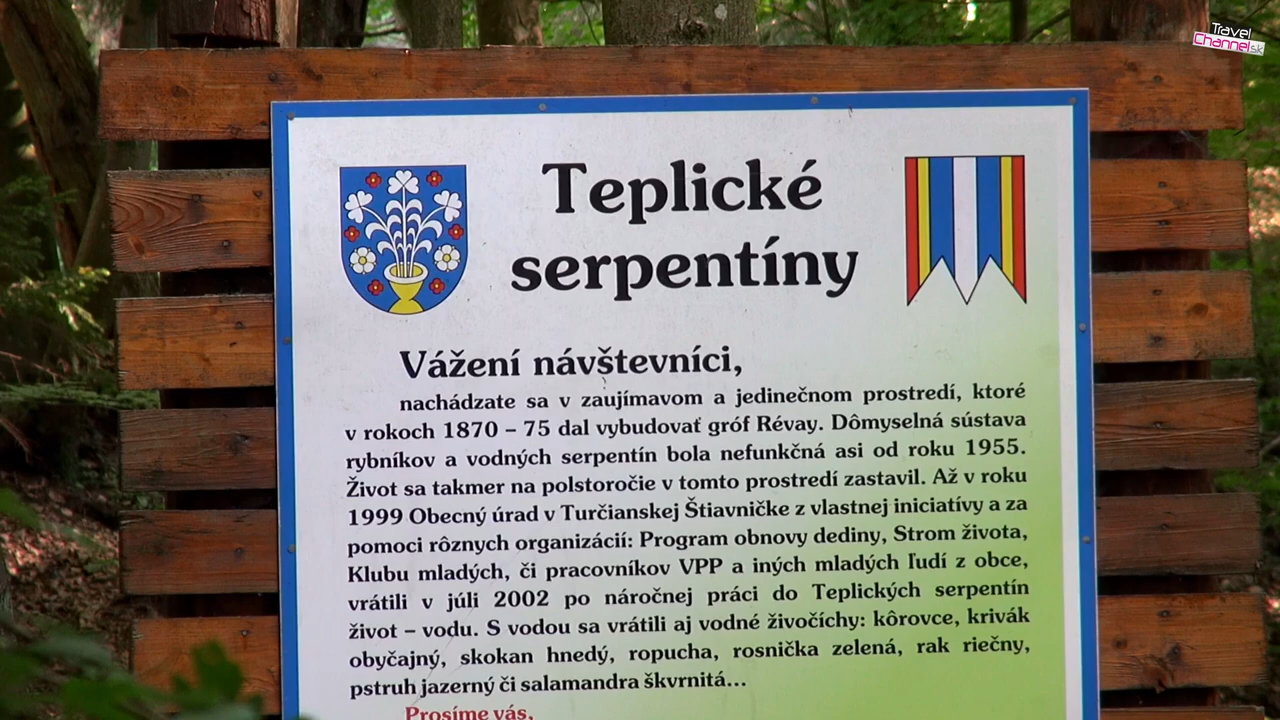 Travel
Channel.sk
Teplické
serpentíny
Vážení návštevníci,
nachádzate sa v zaujímavom a jedinečnom prostredí, ktoré
v rokoch 1870 – 75 dal vybudovať gróf Révay. Dômyselná sústava
rybníkov a vodných serpentín bola nefunkčná asi od roku 1955.
Život sa takmer na polstoročie v tomto prostredí zastavil. Až v roku
1999 Obecný úrad v Turčianskej Štiavničke z vlastnej iniciatívy a za
pomoci rôznych organizácií: Program obnovy dediny, Strom života,
Klubu mladých, či pracovníkov VPP a iných mladých ľudí z obce,
vrátili v júli 2002 po náročnej práci do Teplických serpentín
život – vodu. S vodou sa vrátili aj vodné živočíchy: kôrovce, krivák
obyčajný, skokan hnedý, ropucha, rosnička zelená, rak riečny,
pstruh jazerný či salamandra škvrnitá...
Prosíme vás,